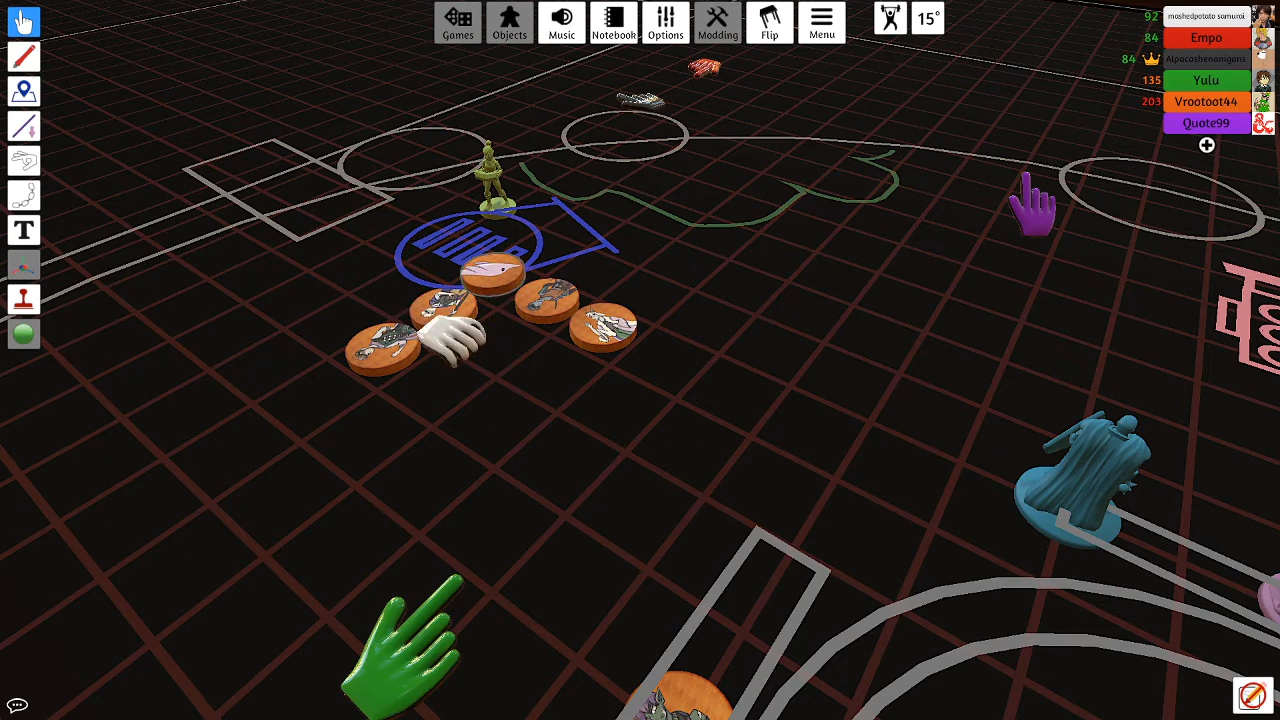 Games Objects Music Notebook Options Modding Flip Menu 15°
92 mashedpotato samurai
84 Empo
84 Alpacashenanigans
135 Yulu
203 Vrootoot44
Quote99
T